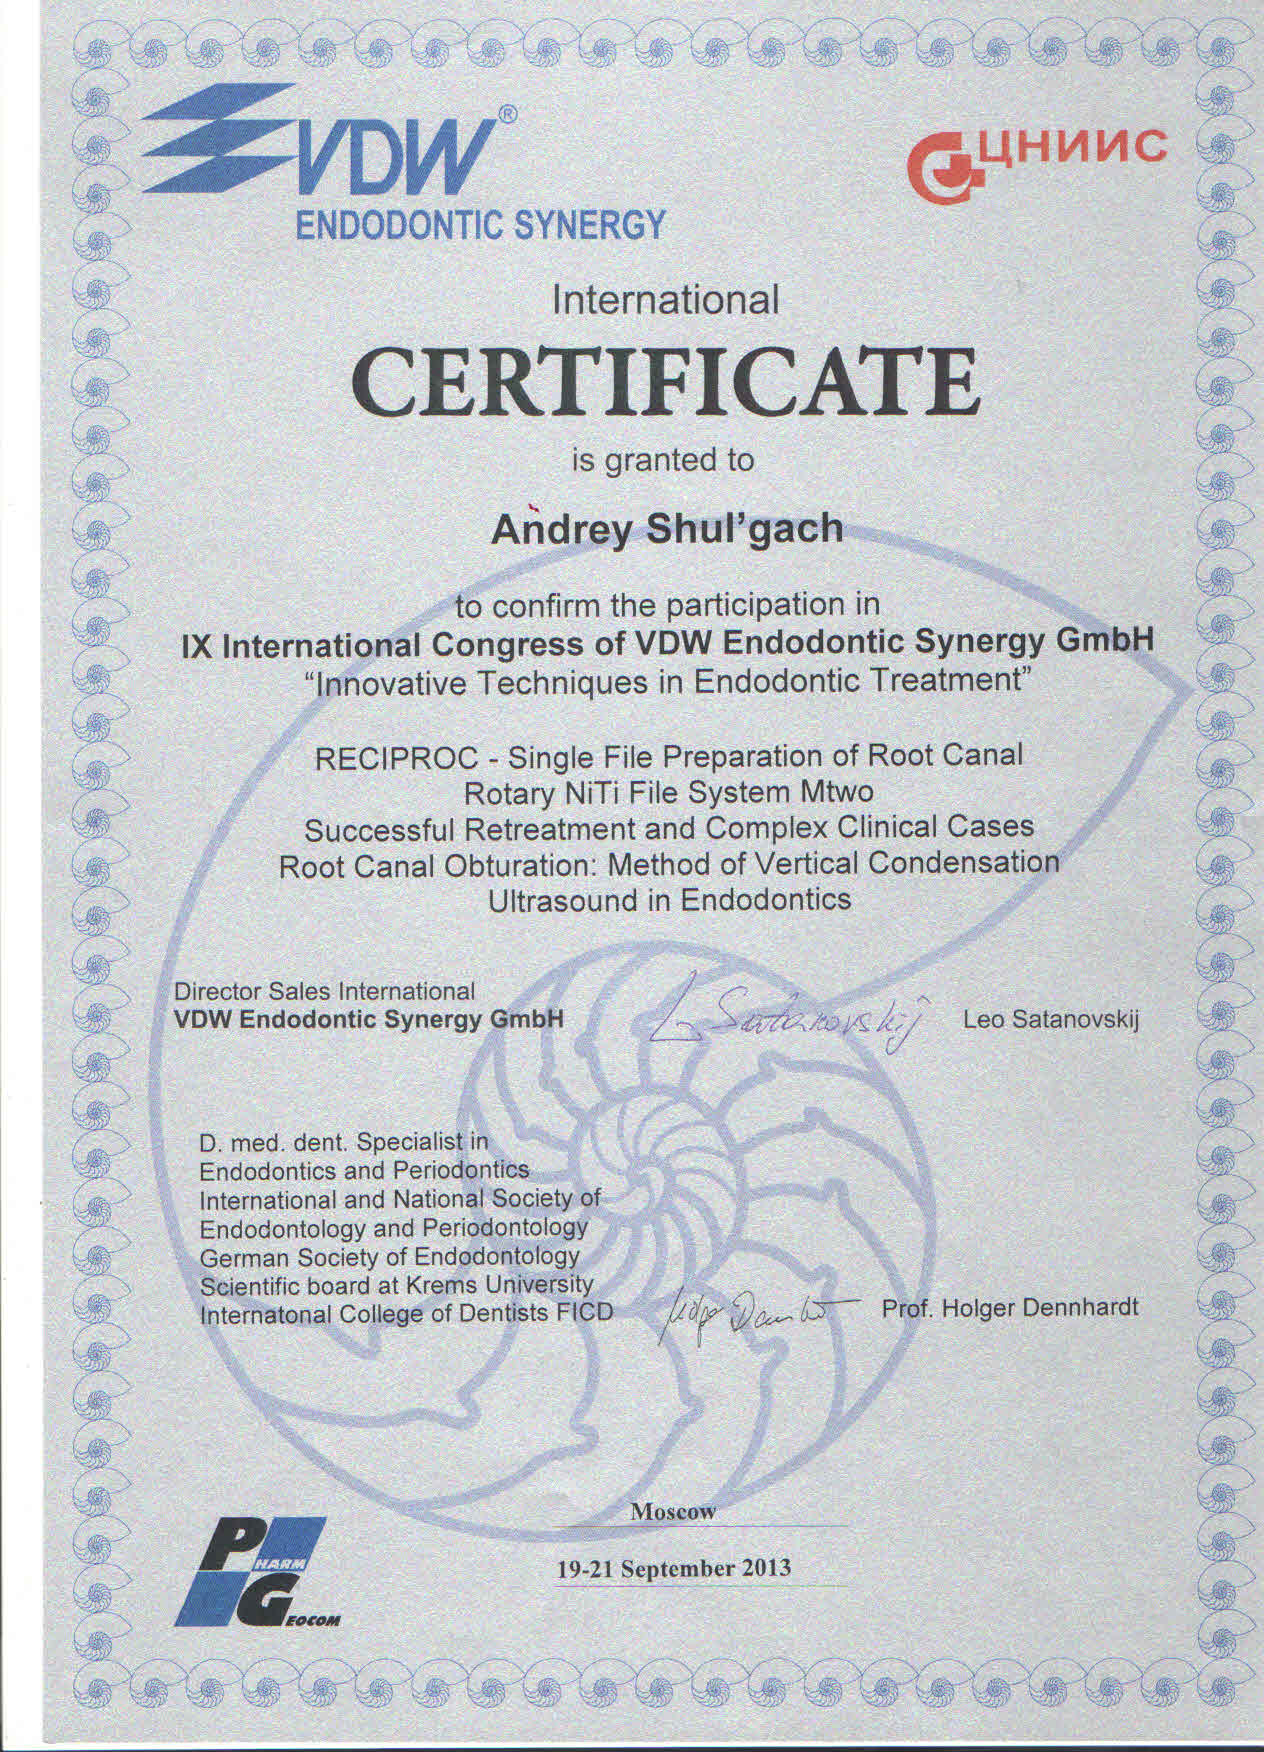 VDW®
ENDODONTIC SYNERGY
ЦНИИС
International
CERTIFICATE
is granted to
Andrey Shul’gach
to confirm the participation in
IX International Congress of VDW Endodontic Synergy GmbH
“Innovative Techniques in Endodontic Treatment”
RECIPROC - Single File Preparation of Root Canal
Rotary NiTi File System Mtwo
Successful Retreatment and Complex Clinical Cases
Root Canal Obturation: Method of Vertical Condensation
Ultrasound in Endodontics
Director Sales International
VDW Endodontic Synergy GmbH
L. Satanovskij
Leo Satanovskij
D. med. dent. Specialist in
Endodontics and Periodontics
International and National Society of
Endodontology and Periodontology
German Society of Endodontology
Scientific board at Krems University
Internatonal College of Dentists FICD
Prof. Holger Dennhardt
Moscow
19-21 September 2013
PHARM
GEOCOM